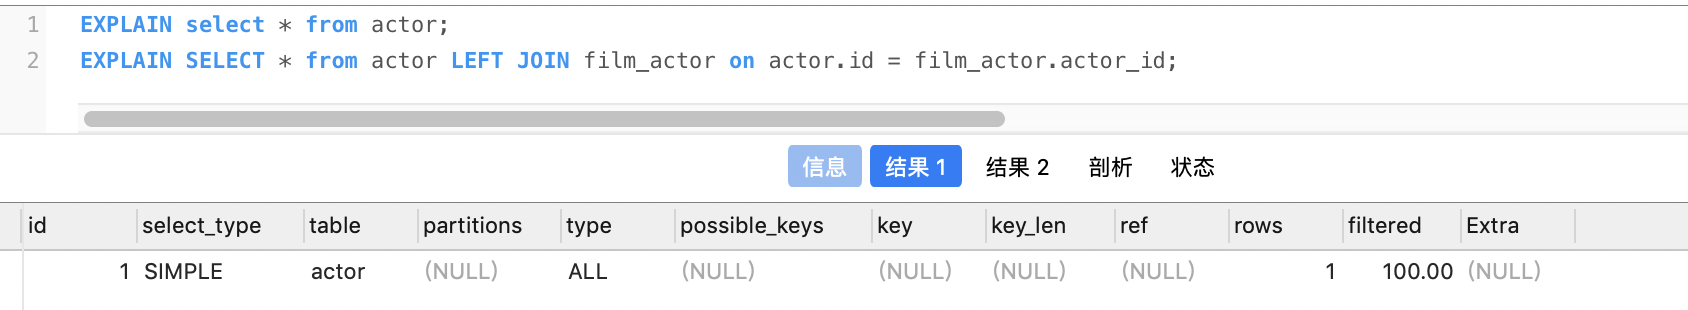 1 EXPLAIN select * from actor;
2 EXPLAIN SELECT * from actor LEFT JOIN film_actor on actor.id = film_actor.actor_id;
信息 结果 1 结果 2 剖析 状态
id select_type table partitions type possible_keys key key_len ref rows filtered Extra
1 SIMPLE actor (NULL) ALL (NULL) (NULL) (NULL) (NULL) 1 100.00 (NULL)